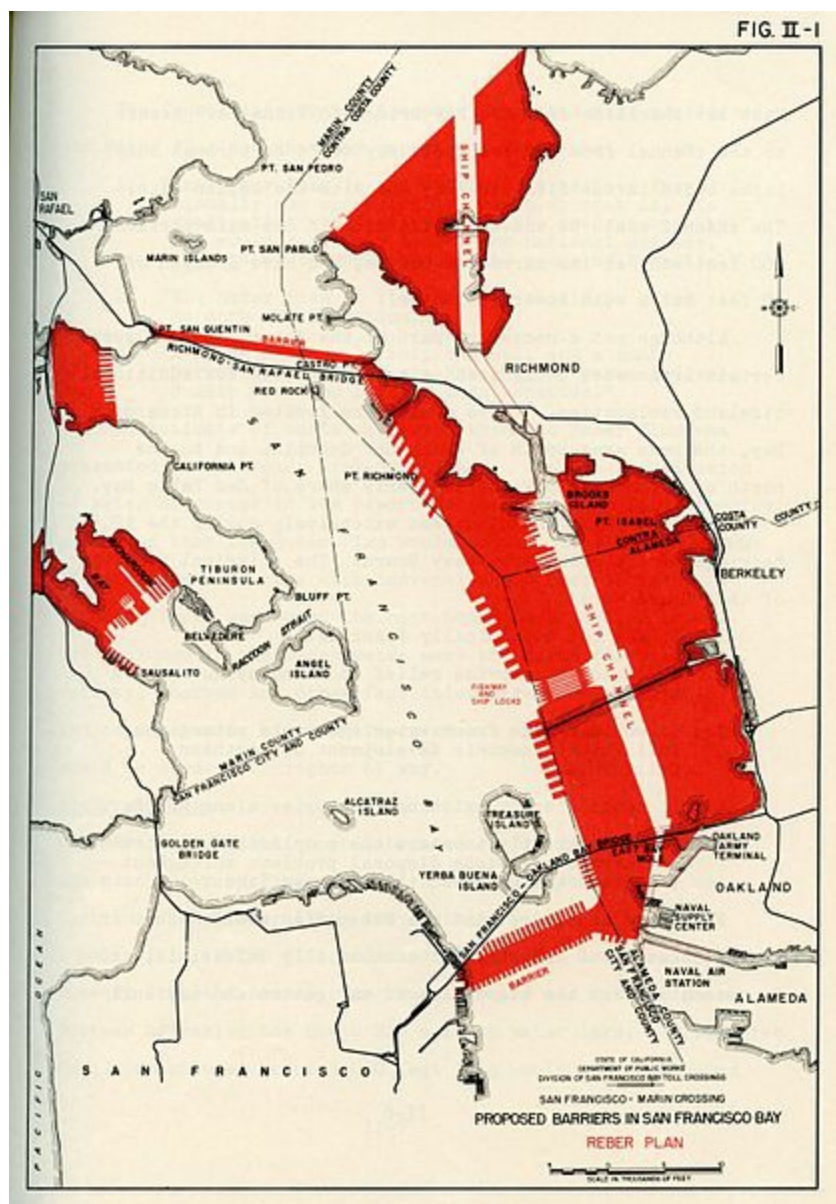 FIG. II-1
MARIN COUNTY
CONTRA COSTA COUNTY
PT. SAN PEDRO
SHIP CHANNEL
SAN
RAFAEL
MARIN ISLANDS
PT. SAN PABLO
MOLATE PT.
PT. SAN QUENTIN
BARRIER
CASTRO PT.
RICHMOND-SAN RAFAEL BRIDGE
RED ROCK
RICHMOND
CALIFORNIA PT.
PT. RICHMOND
BROOKS
ISLAND
PT. ISABEL
COSTA
COUNTY
COUNTY
CONTRA
ALAMEDA
BERKELEY
RICHARDSON
BAY
TIBURON
PENINSULA
BLUFF PT.
BELVEDERE
RACCOON STRAIT
SAUSALITO
ANGEL
ISLAND
SAN FRANCISCO BAY
SHIP CHANNEL
FISHWAY
AND
SHIP LOCKS
MARIN COUNTY
SAN FRANCISCO CITY AND COUNTY
ALCATRAZ
ISLAND
TREASURE
ISLAND
GOLDEN GATE
BRIDGE
SAN FRANCISCO-OAKLAND BAY BRIDGE
EAST BAY
MOLE
OAKLAND
ARMY
TERMINAL
YERBA BUENA
ISLAND
OAKLAND
NAVAL
SUPPLY
CENTER
BARRIER
ALAMEDA COUNTY
SAN FRANCISCO
CITY AND COUNTY
NAVAL AIR
STATION
ALAMEDA
PACIFIC OCEAN
SAN FRANCISCO
STATE OF CALIFORNIA
DEPARTMENT OF PUBLIC WORKS
DIVISION OF SAN FRANCISCO BAY TOLL CROSSINGS
SAN FRANCISCO - MARIN CROSSING
PROPOSED BARRIERS IN SAN FRANCISCO BAY
REBER PLAN
SCALE IN THOUSANDS OF FEET